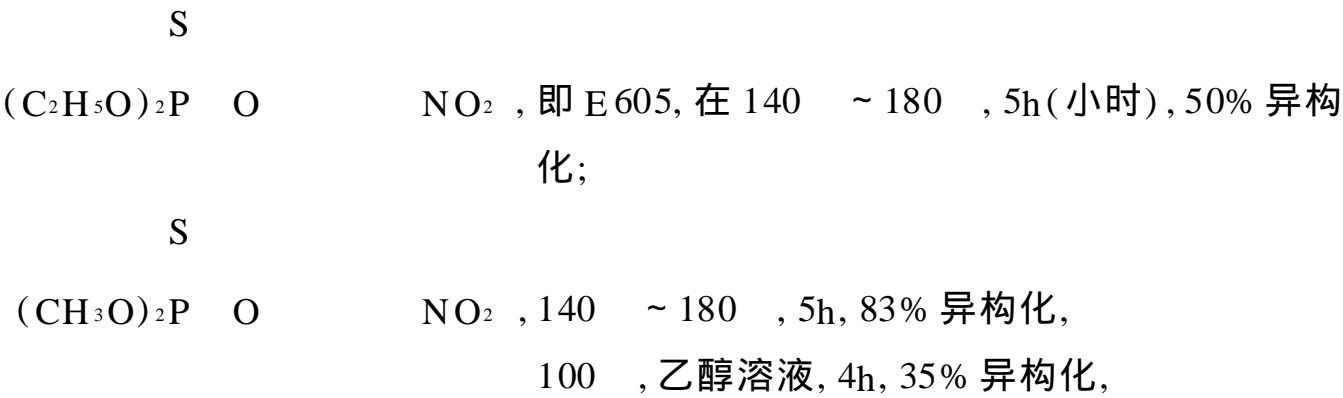 S
(C₂H₅O)₂P O NO₂ , 即 E605, 在 140 ~ 180 , 5h(小时) , 50% 异构
化;
S
(CH₃O)₂P O NO₂ , 140 ~ 180 , 5h, 83% 异构化,
100 , 乙醇溶液, 4h, 35% 异构化,